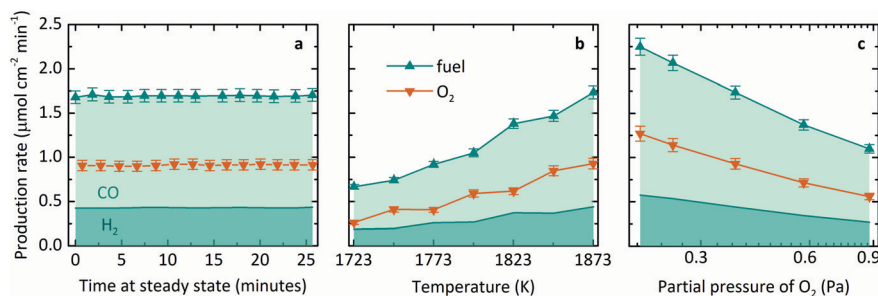 Production rate (μmol cm⁻² min⁻¹)
2.5
2.0
1.5
1.0
0.5
0.0
a
CO
H₂
0 5 10 15 20 25
Time at steady state (minutes)
b
fuel
O₂
1723 1773 1823 1873
Temperature (K)
c
0.3 0.6 0.9
Partial pressure of O₂ (Pa)